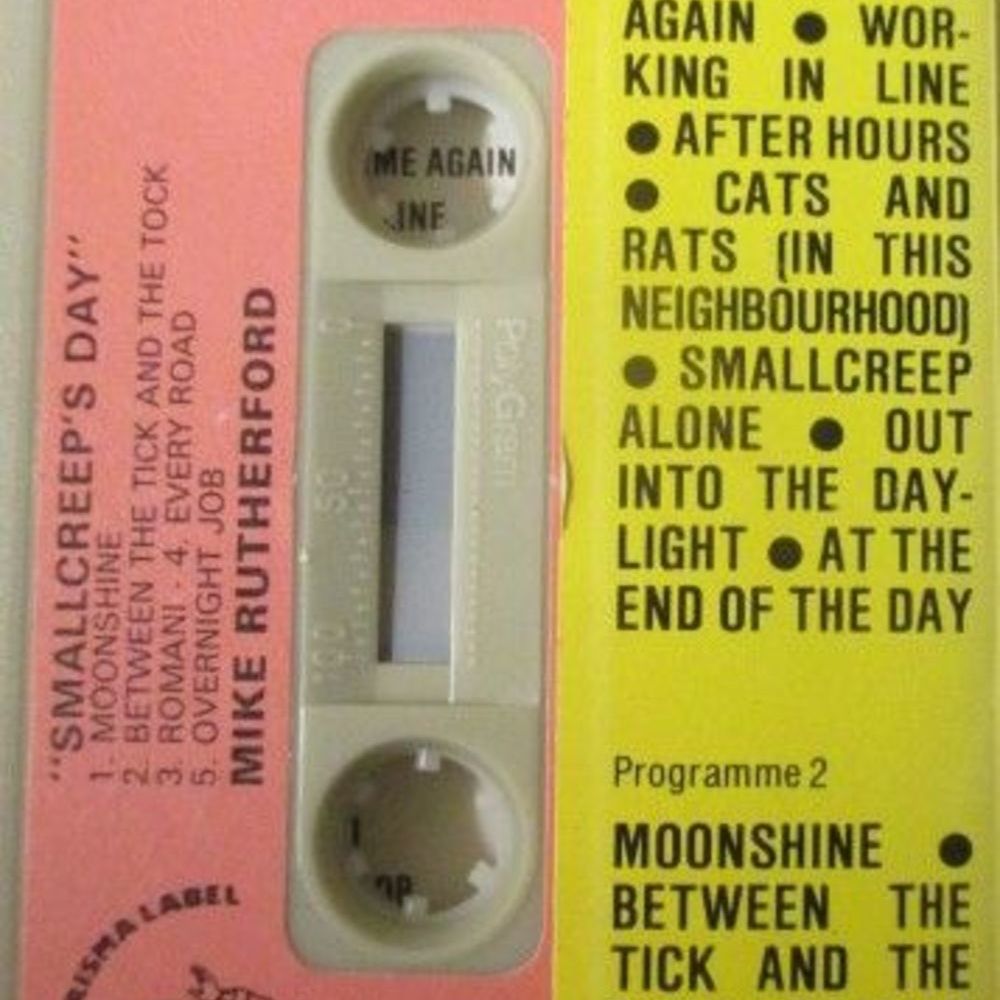 "SMALLCREEP'S DAY"
1. MOONSHINE
2. BETWEEN THE TICK AND THE TOCK
3. ROMANI - 4. EVERY ROAD
5. OVERNIGHT JOB
MIKE RUTHERFORD
LABEL
AGAIN
PolyGram
0
50
100
AGAIN ● WOR-
KING IN LINE
● AFTER HOURS
● CATS AND
RATS (IN THIS
NEIGHBOURHOOD)
● SMALLCREEP
ALONE ● OUT
INTO THE DAY-
LIGHT ● AT THE
END OF THE DAY
Programme 2
MOONSHINE ●
BETWEEN THE
TICK AND THE